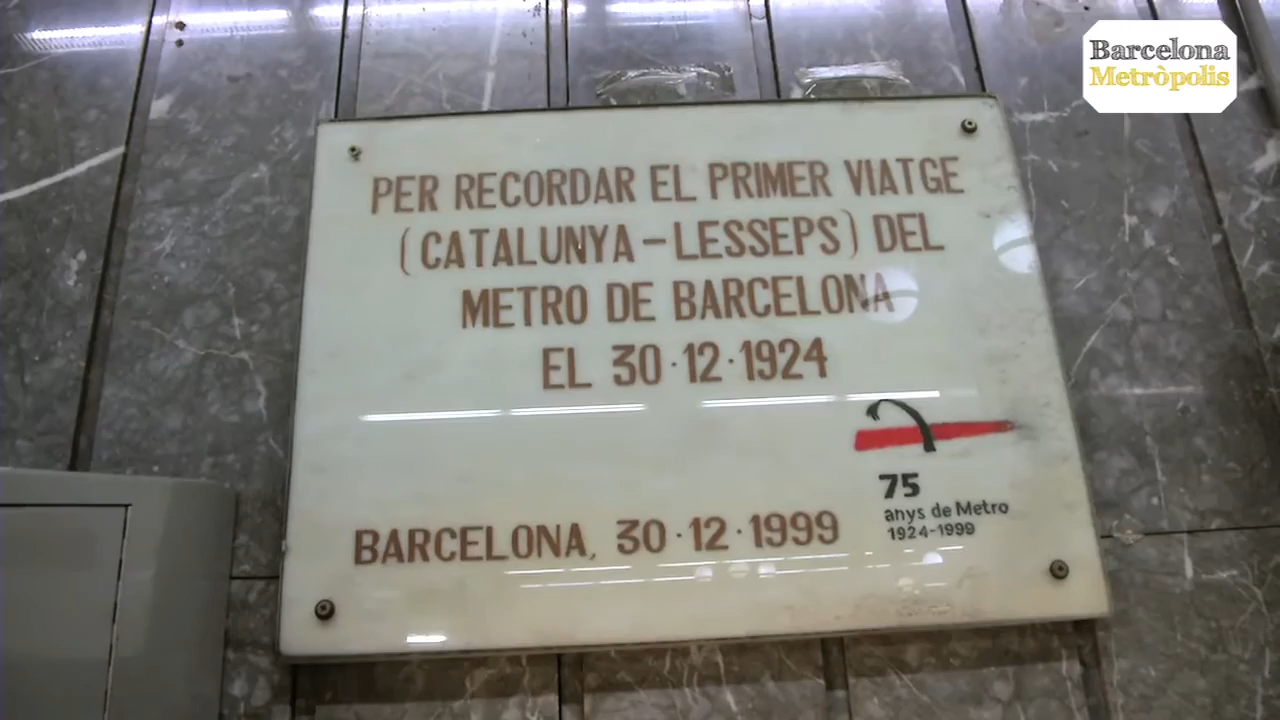 Barcelona
Metròpolis
PER RECORDAR EL PRIMER VIATGE
(CATALUNYA-LESSEPS) DEL
METRO DE BARCELONA
EL 30·12·1924
75
anys de Metro
1924-1999
BARCELONA, 30·12·1999